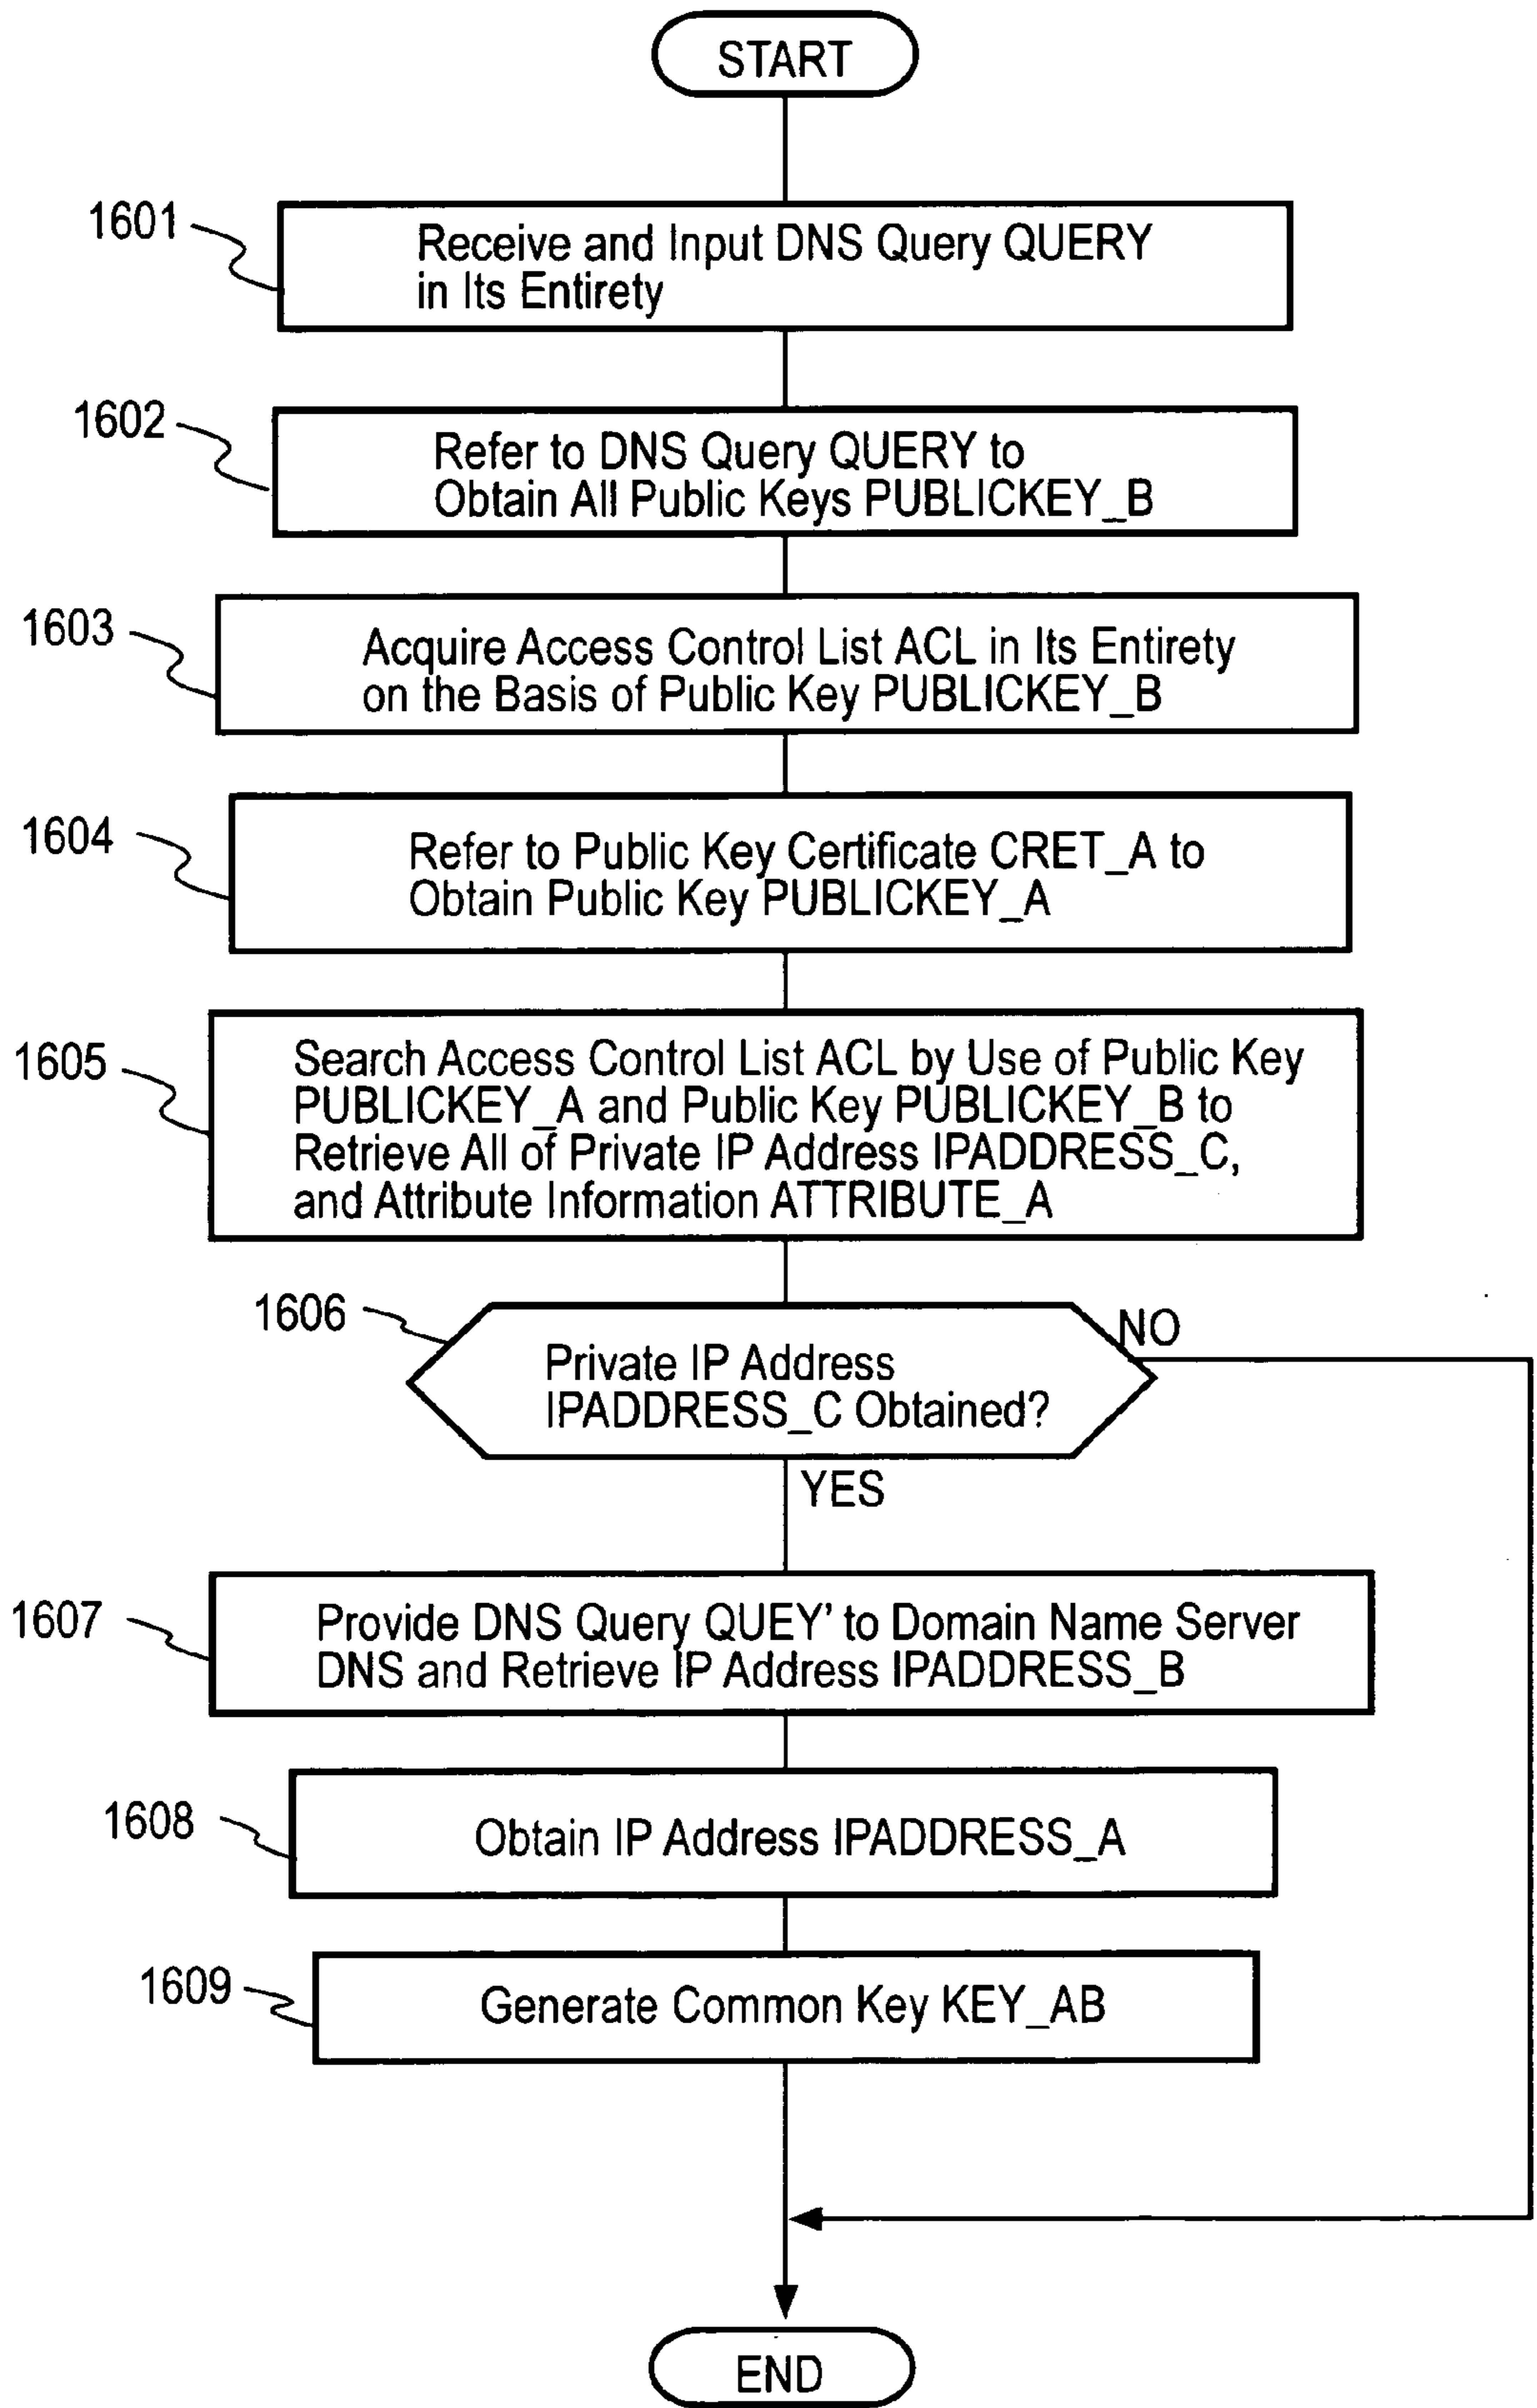 START
1601
Receive and Input DNS Query QUERY
in Its Entirety
1602
Refer to DNS Query QUERY to
Obtain All Public Keys PUBLICKEY_B
1603
Acquire Access Control List ACL in Its Entirety
on the Basis of Public Key PUBLICKEY_B
1604
Refer to Public Key Certificate CRET_A to
Obtain Public Key PUBLICKEY_A
1605
Search Access Control List ACL by Use of Public Key
PUBLICKEY_A and Public Key PUBLICKEY_B to
Retrieve All of Private IP Address IPADDRESS_C,
and Attribute Information ATTRIBUTE_A
1606
NO
Private IP Address
IPADDRESS_C Obtained?
YES
1607
Provide DNS Query QUEY’ to Domain Name Server
DNS and Retrieve IP Address IPADDRESS_B
1608
Obtain IP Address IPADDRESS_A
1609
Generate Common Key KEY_AB
END